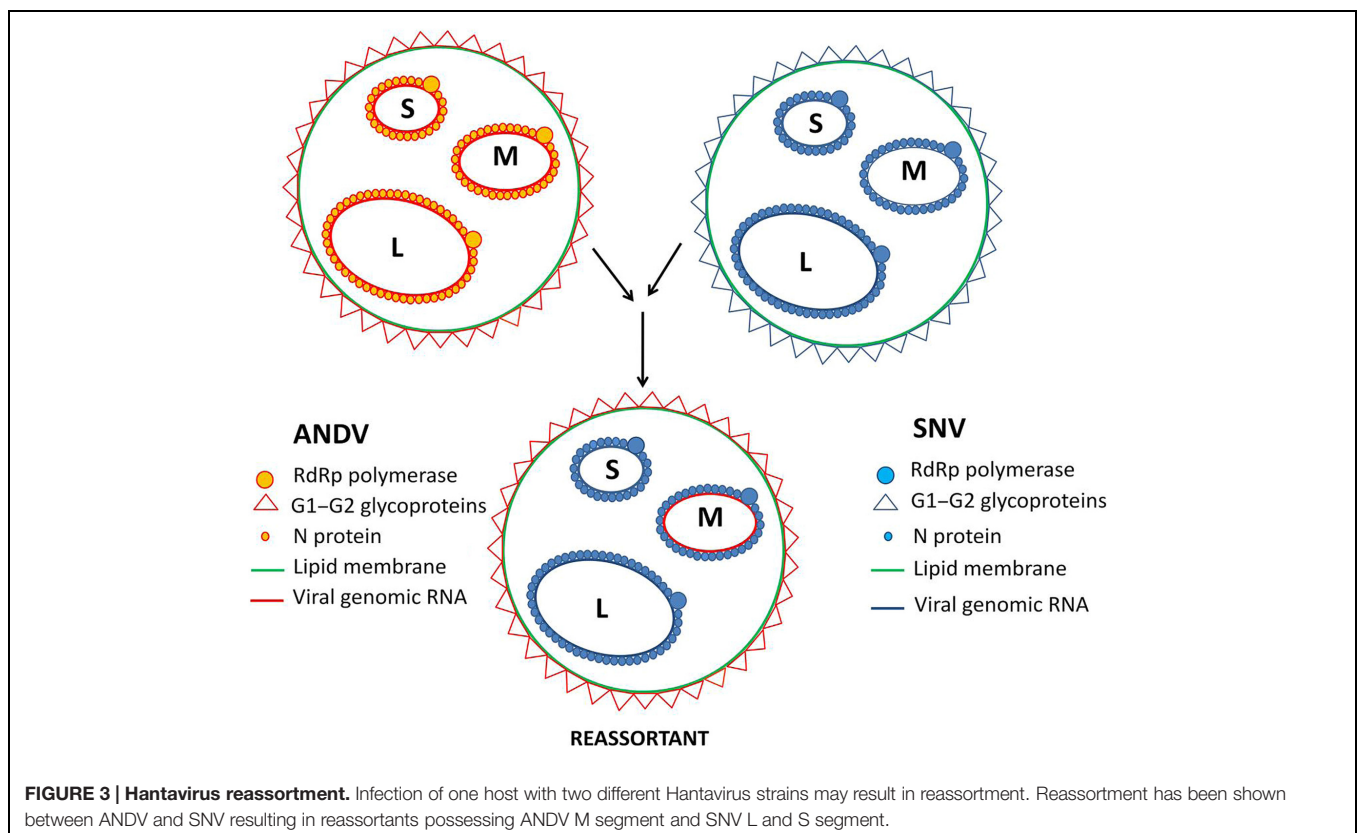 S
M
L
S
M
L
ANDV
RdRp polymerase
G1–G2 glycoproteins
N protein
Lipid membrane
Viral genomic RNA
S
M
L
REASSORTANT
SNV
RdRp polymerase
G1–G2 glycoproteins
N protein
Lipid membrane
Viral genomic RNA
FIGURE 3 | Hantavirus reassortment. Infection of one host with two different Hantavirus strains may result in reassortment. Reassortment has been shown
between ANDV and SNV resulting in reassortants possessing ANDV M segment and SNV L and S segment.